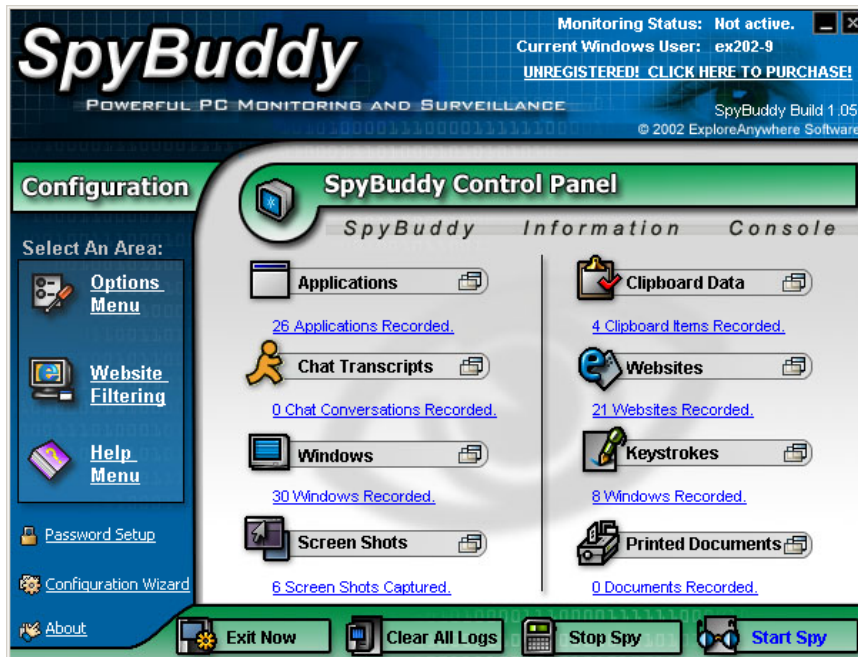 SpyBuddy
POWERFUL PC MONITORING AND SURVEILLANCE
Monitoring Status: Not active.
Current Windows User: ex202-9
UNREGISTERED! CLICK HERE TO PURCHASE!
SpyBuddy Build 1.05
© 2002 ExploreAnywhere Software
Configuration
Select An Area:
Options
Menu
Website
Filtering
Help
Menu
Password Setup
Configuration Wizard
About
SpyBuddy Control Panel
SpyBuddy Information Console
Applications
26 Applications Recorded.
Chat Transcripts
0 Chat Conversations Recorded.
Windows
30 Windows Recorded.
Screen Shots
6 Screen Shots Captured.
Clipboard Data
4 Clipboard Items Recorded.
Websites
21 Websites Recorded.
Keystrokes
8 Windows Recorded.
Printed Documents
0 Documents Recorded.
Exit Now
Clear All Logs
Stop Spy
Start Spy